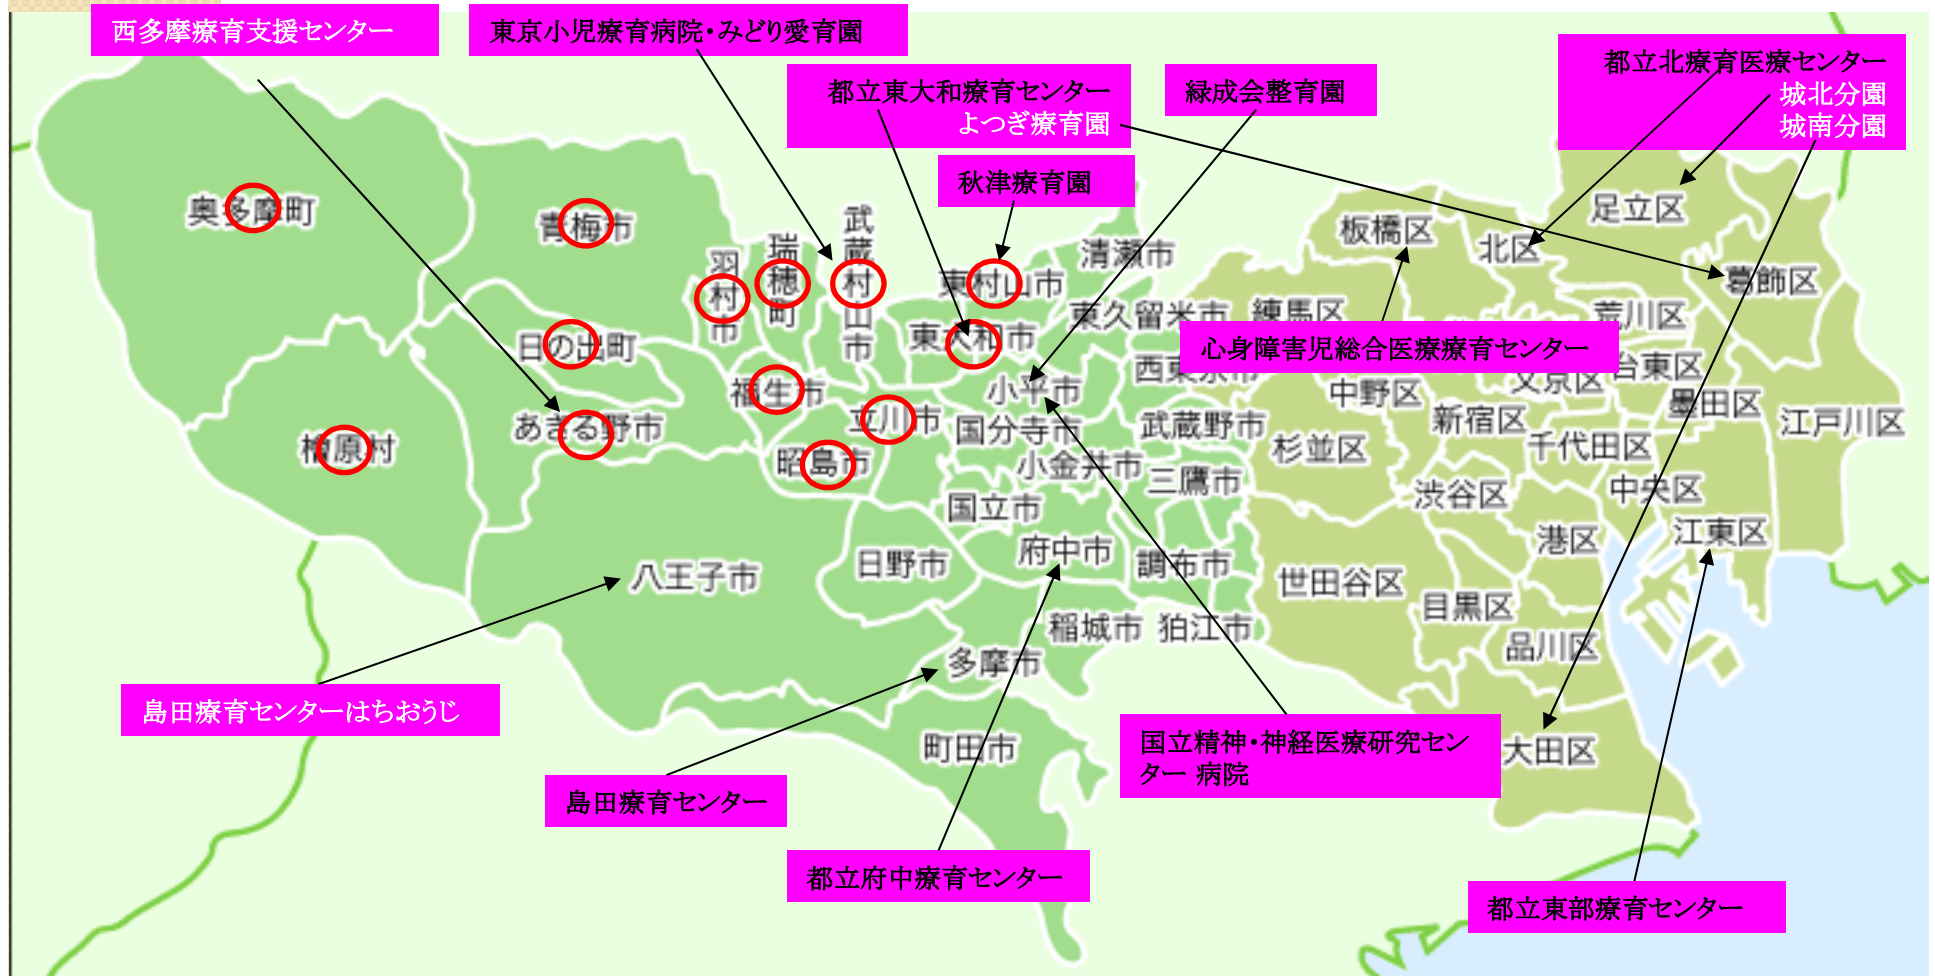 西多摩療育支援センター
東京小児療育病院・みどり愛育園
都立東大和療育センター
よつぎ療育園
緑成会整育園
都立北療育医療センター
城北分園
城南分園
秋津療育園
奥多摩町
青梅市
羽村市
瑞穂町
武蔵村山市
東村山市
清瀬市
板橋区
北区
足立区
葛飾区
日の出町
東大和市
東久留米市
練馬区
荒川区
心身障害児総合医療療育センター
檜原村
あきる野市
福生市
立川市
昭島市
小平市
国分寺市
小金井市
西東京市
武蔵野市
三鷹市
中野区
杉並区
新宿区
文京区
台東区
墨田区
千代田区
江戸川区
渋谷区
中央区
江東区
港区
国立市
府中市
調布市
日野市
八王子市
世田谷区
目黒区
品川区
稲城市
狛江市
多摩市
町田市
大田区
島田療育センターはちおうじ
島田療育センター
国立精神・神経医療研究セン
ター 病院
都立府中療育センター
都立東部療育センター